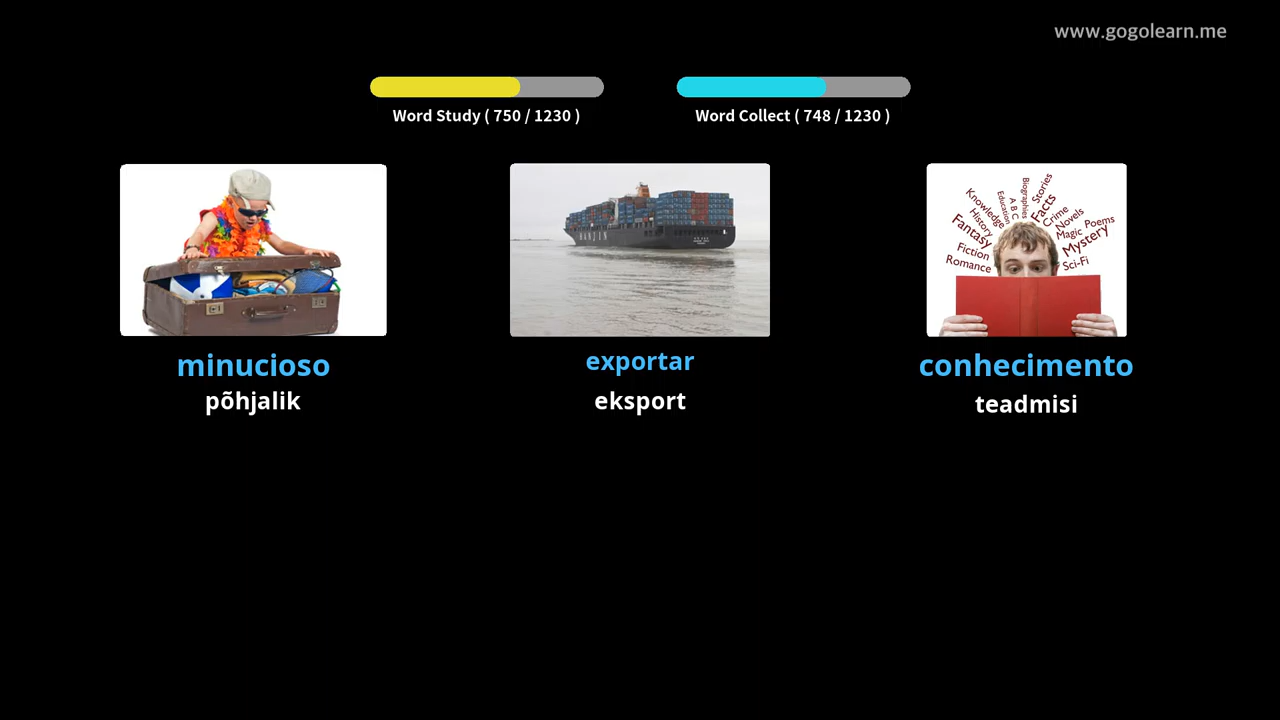 www.gogolearn.me
Word Study ( 750 / 1230 )
Word Collect ( 748 / 1230 )
HANJIN
Knowledge
History
Fantasy
Fiction
Romance
Education
A B C
Biographies
Stories
Facts
Crime
Novels
Magic
Poems
Mystery
Sci-Fi
minucioso
exportar
conhecimento
põhjalik
eksport
teadmisi